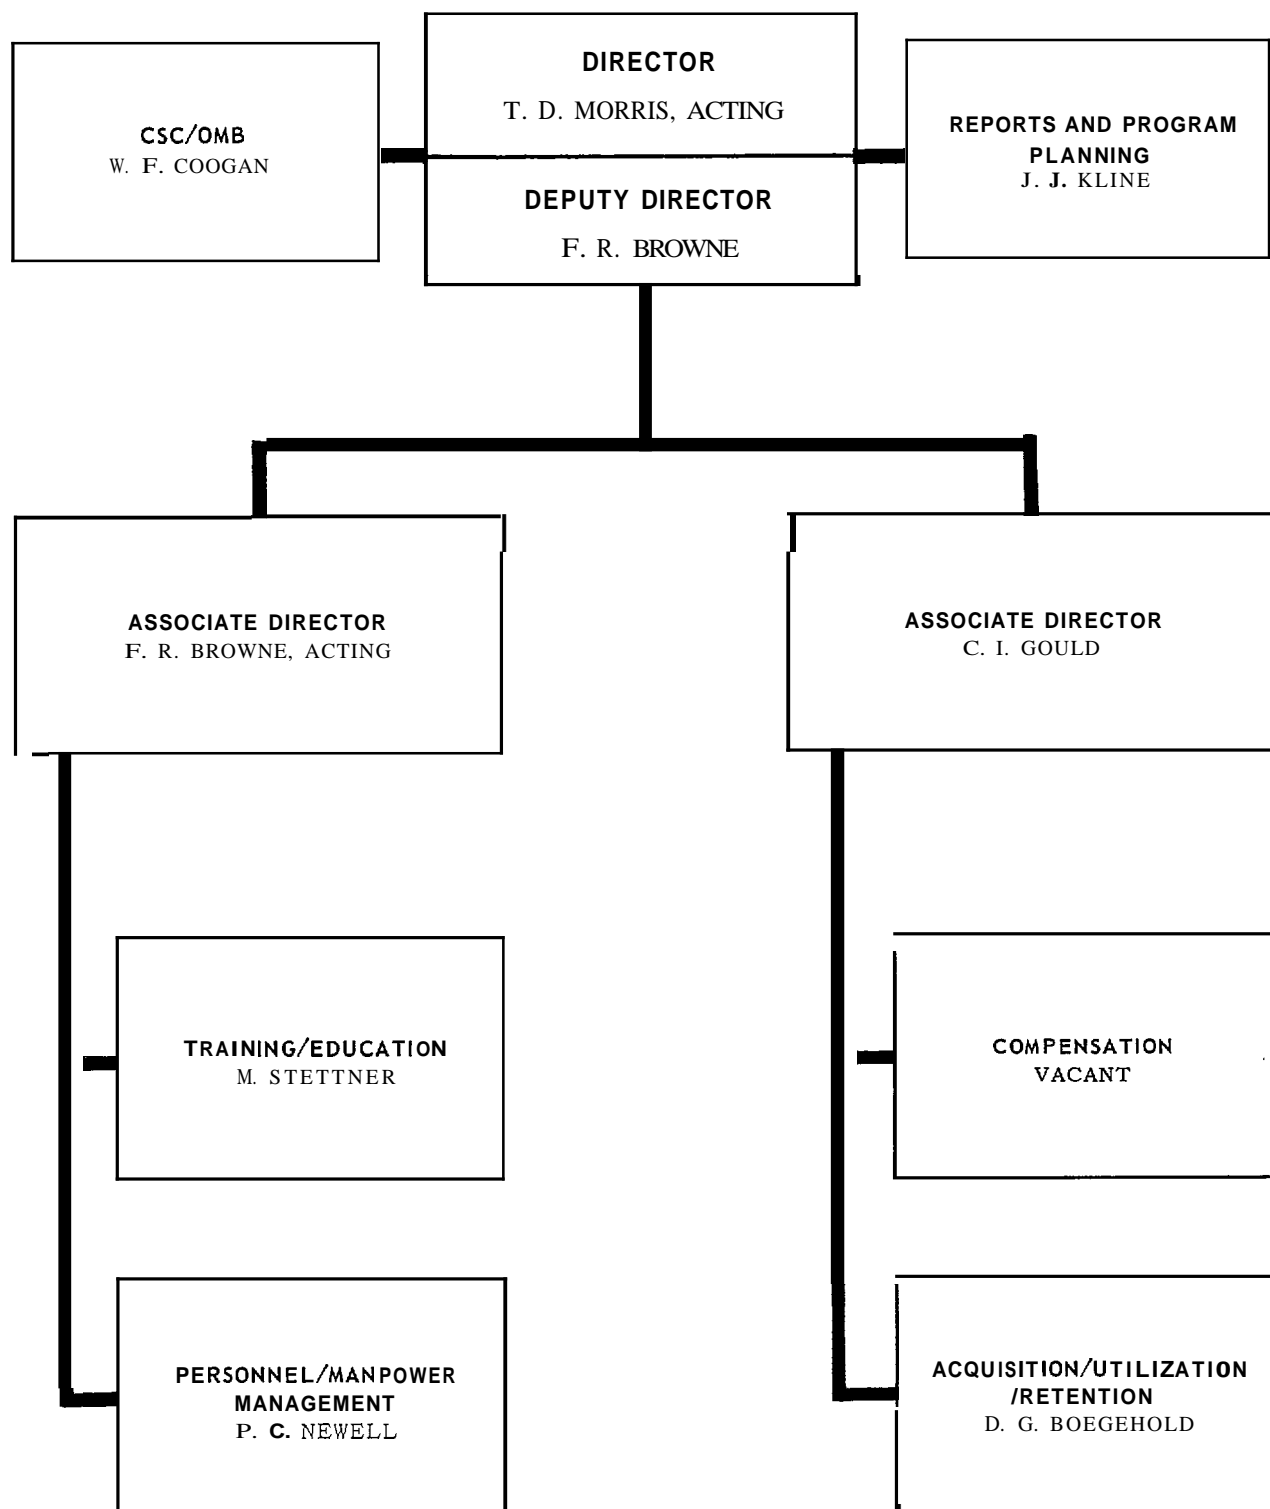 DIRECTOR
T. D. MORRIS, ACTING
CSC/OMB
W. F. COOGAN
REPORTS AND PROGRAM
PLANNING
J. J. KLINE
DEPUTY DIRECTOR
F. R. BROWNE
ASSOCIATE DIRECTOR
F. R. BROWNE, ACTING
ASSOCIATE DIRECTOR
C. I. GOULD
TRAINING/EDUCATION
M. STETTNER
COMPENSATION
VACANT
PERSONNEL/MANPOWER
MANAGEMENT
P. C. NEWELL
ACQUISITION/UTILIZATION
/RETENTION
D. G. BOEGEHOLD